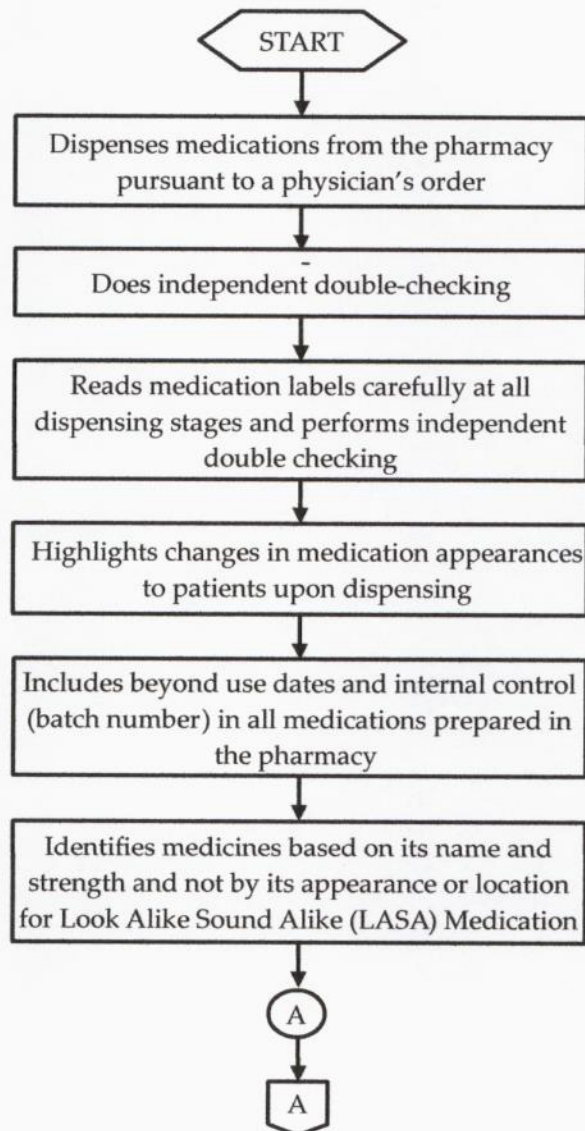 START
Dispenses medications from the pharmacy
pursuant to a physician's order
Does independent double-checking
Reads medication labels carefully at all
dispensing stages and performs independent
double checking
Highlights changes in medication appearances
to patients upon dispensing
Includes beyond use dates and internal control
(batch number) in all medications prepared in
the pharmacy
Identifies medicines based on its name and
strength and not by its appearance or location
for Look Alike Sound Alike (LASA) Medication
A
A